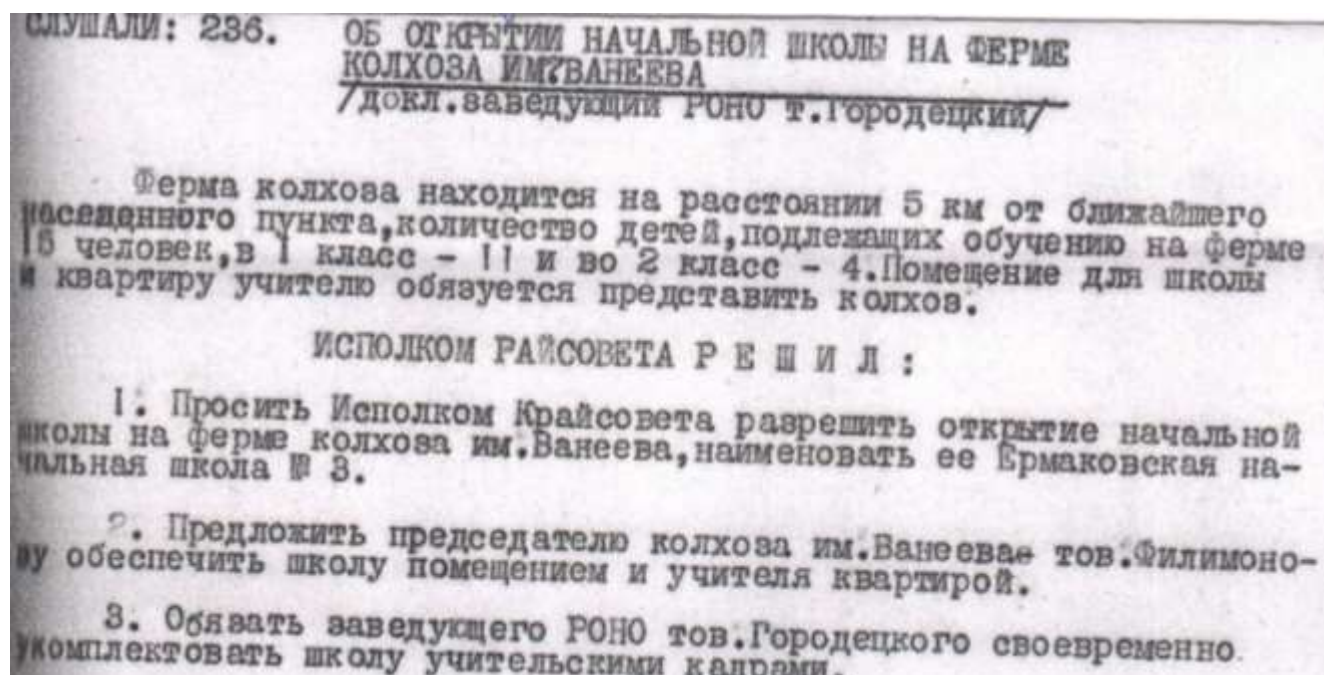 СЛУШАЛИ: 236. ОБ ОТКРЫТИИ НАЧАЛЬНОЙ ШКОЛЫ НА ФЕРМЕ
КОЛХОЗА ИМ?ВАНЕЕВА
/докл.заведующий РОНО т.Городецкий/
Ферма колхоза находится на расстоянии 5 км от ближайшего
населенного пункта,количество детей,подлежащих обучению на ферме
15 человек,в I класс - 11 и во 2 класс - 4.Помещение для школы
и квартиру учителю обязуется представить колхоз.
ИСПОЛКОМ РАЙСОВЕТА Р Е Ш И Л :
I. Просить Исполком Крайсовета разрешить открытие начальной
школы на ферме колхоза им.Ванеева,наименовать ее Ермаковская на-
чальная школа № 3.
2. Предложить председателю колхоза им.Ванеевае тов.Филимоно-
ву обеспечить школу помещением и учителя квартирой.
3. Обязать заведующего РОНО тов.Городецкого своевременно
укомплектовать школу учительскими кадрами.